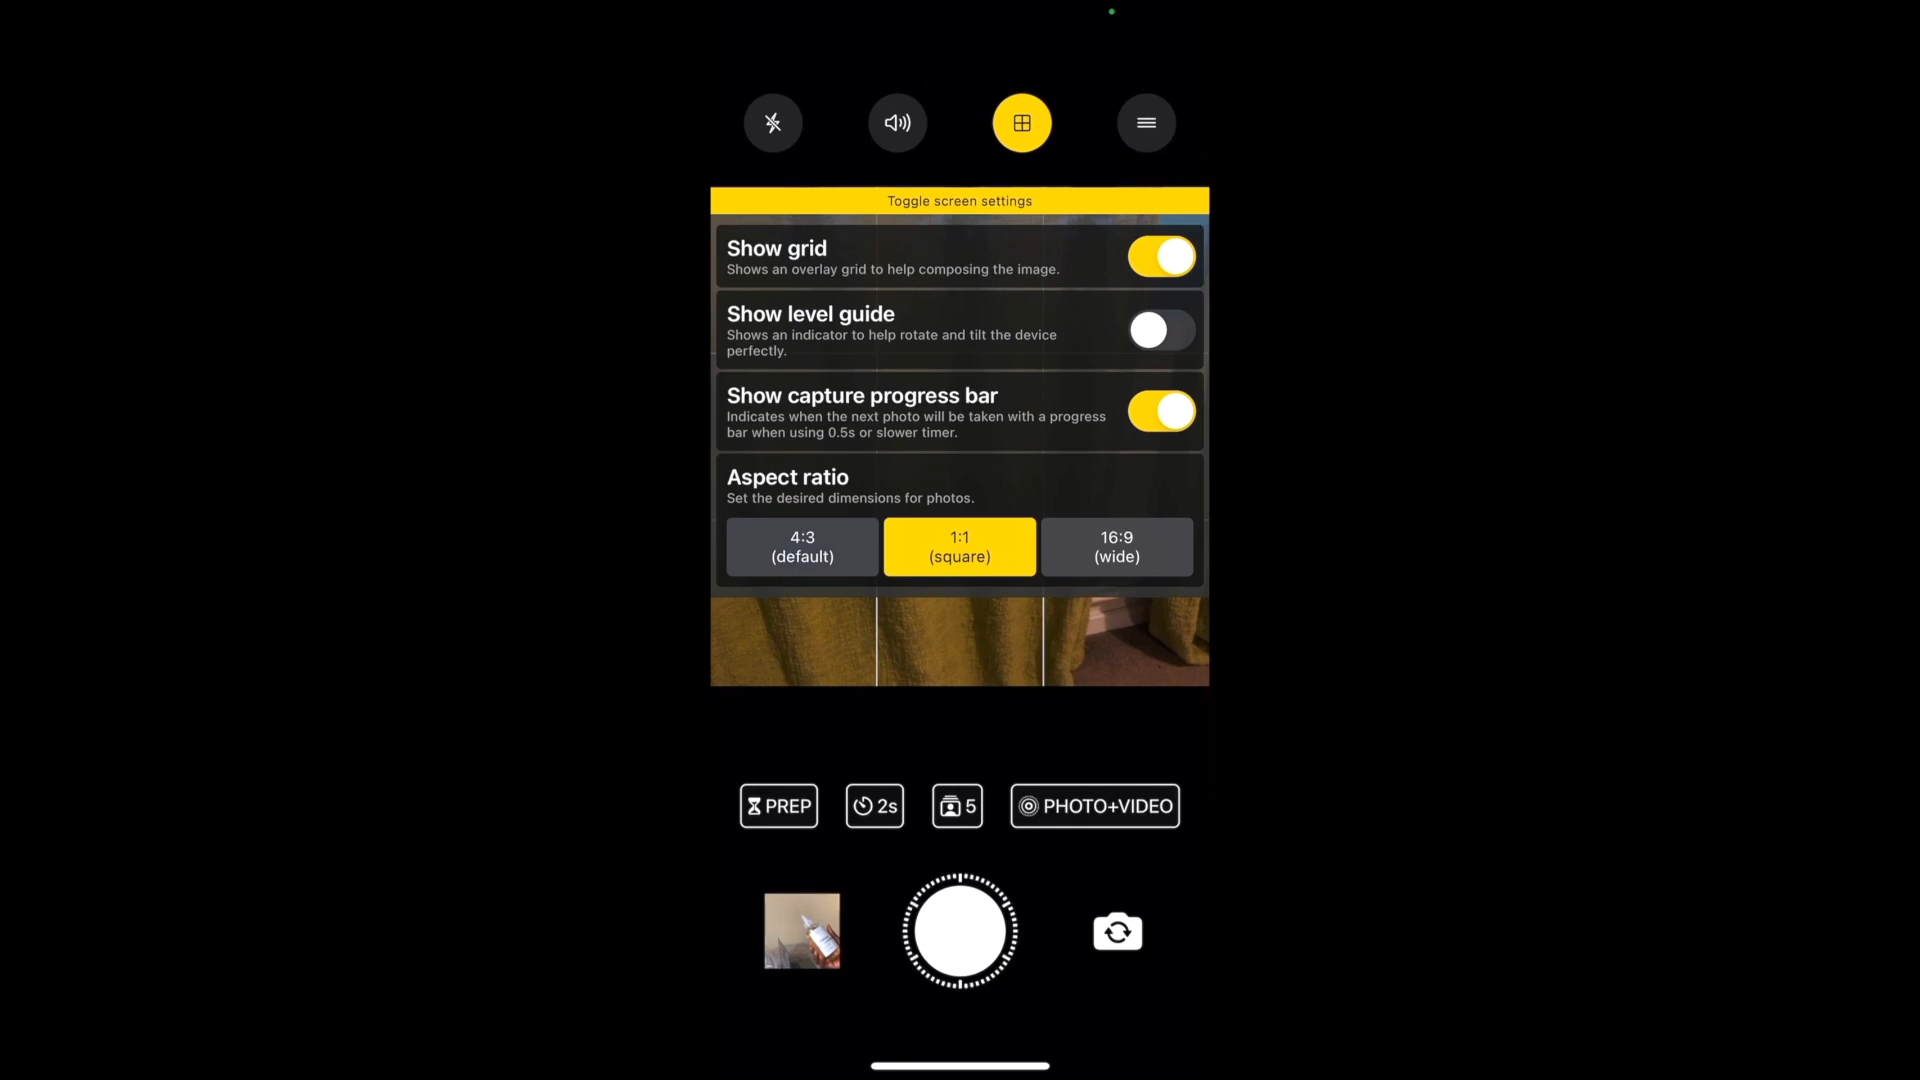 Toggle screen settings
Show grid
Shows an overlay grid to help composing the image.
Show level guide
Shows an indicator to help rotate and tilt the device
perfectly.
Show capture progress bar
Indicates when the next photo will be taken with a progress
bar when using 0.5s or slower timer.
Aspect ratio
Set the desired dimensions for photos.
4:3
(default)
1:1
(square)
16:9
(wide)
PREP
2s
5
PHOTO+VIDEO